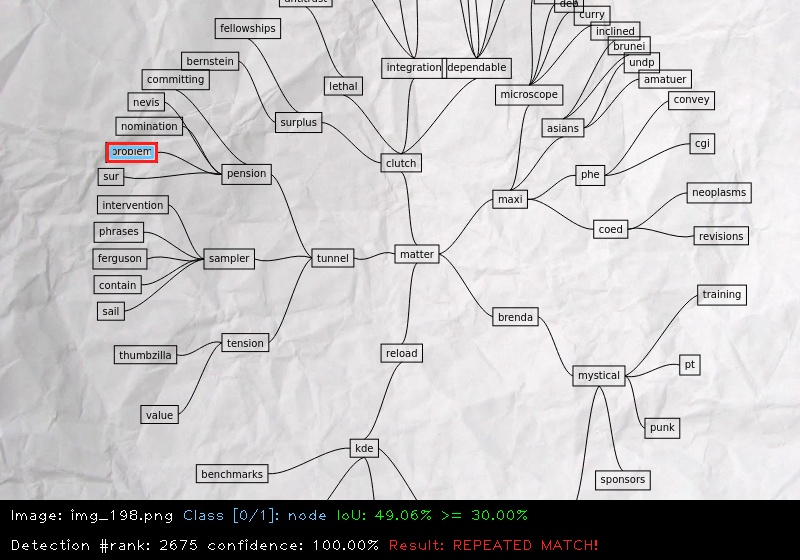 antitrust
deb
curry
fellowships
inclined
brunei
bernstein
integration
dependable
undp
committing
lethal
amatuer
nevis
microscope
convey
nomination
surplus
asians
cgi
problem
clutch
sur
pension
phe
neoplasms
intervention
maxi
phrases
coed
revisions
ferguson
sampler
tunnel
matter
contain
training
sail
brenda
thumbzilla
tension
reload
pt
mystical
value
punk
kde
benchmarks
sponsors
Image: img_198.png Class [0/1]: node IoU: 49.06% >= 30.00%
Detection #rank: 2675 confidence: 100.00% Result: REPEATED MATCH!